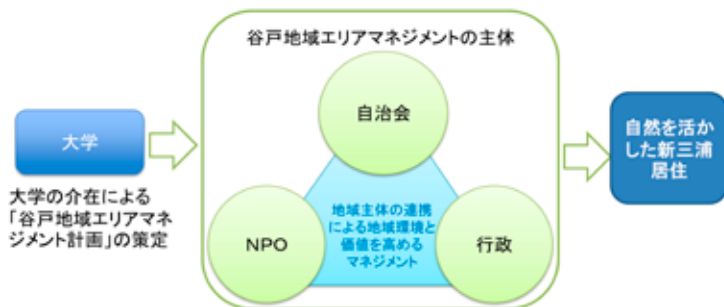 谷戸地域エリアマネジメントの主体
大学
大学の介在による
「谷戸地域エリアマネ
ジメント計画」の策定
自治会
地域主体の連携
による地域環境と
価値を高める
マネジメント
NPO
行政
自然を活か
した新三浦
居住